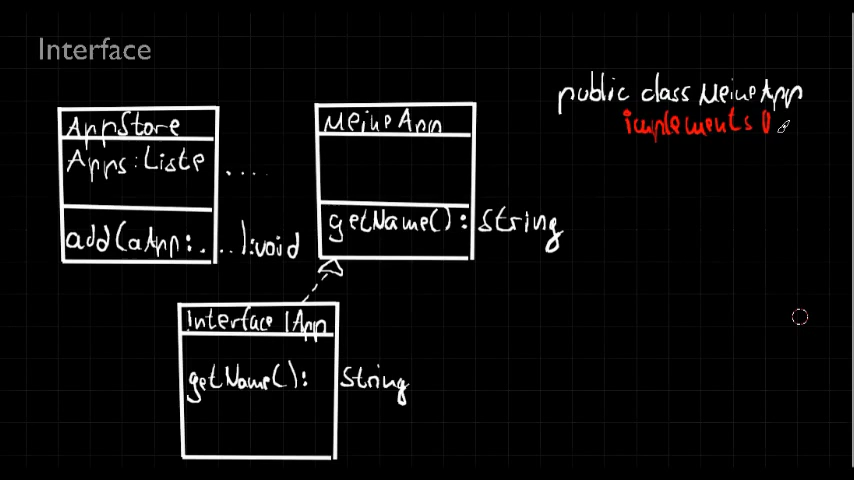 Interface
AppStore
Apps:Liste ....
add(aApp:....):void
MeineApp
getName():String
Interface IApp
getName(): String
public class MeineApp
implements